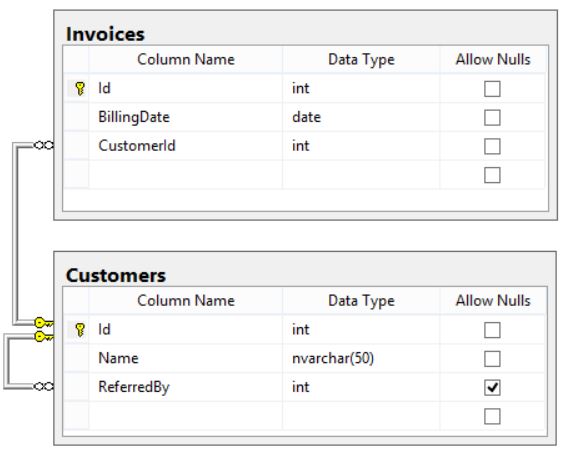 Invoices
Column Name Data Type Allow Nulls
Id int
BillingDate date
CustomerId int
Customers
Column Name Data Type Allow Nulls
Id int
Name nvarchar(50)
ReferredBy int